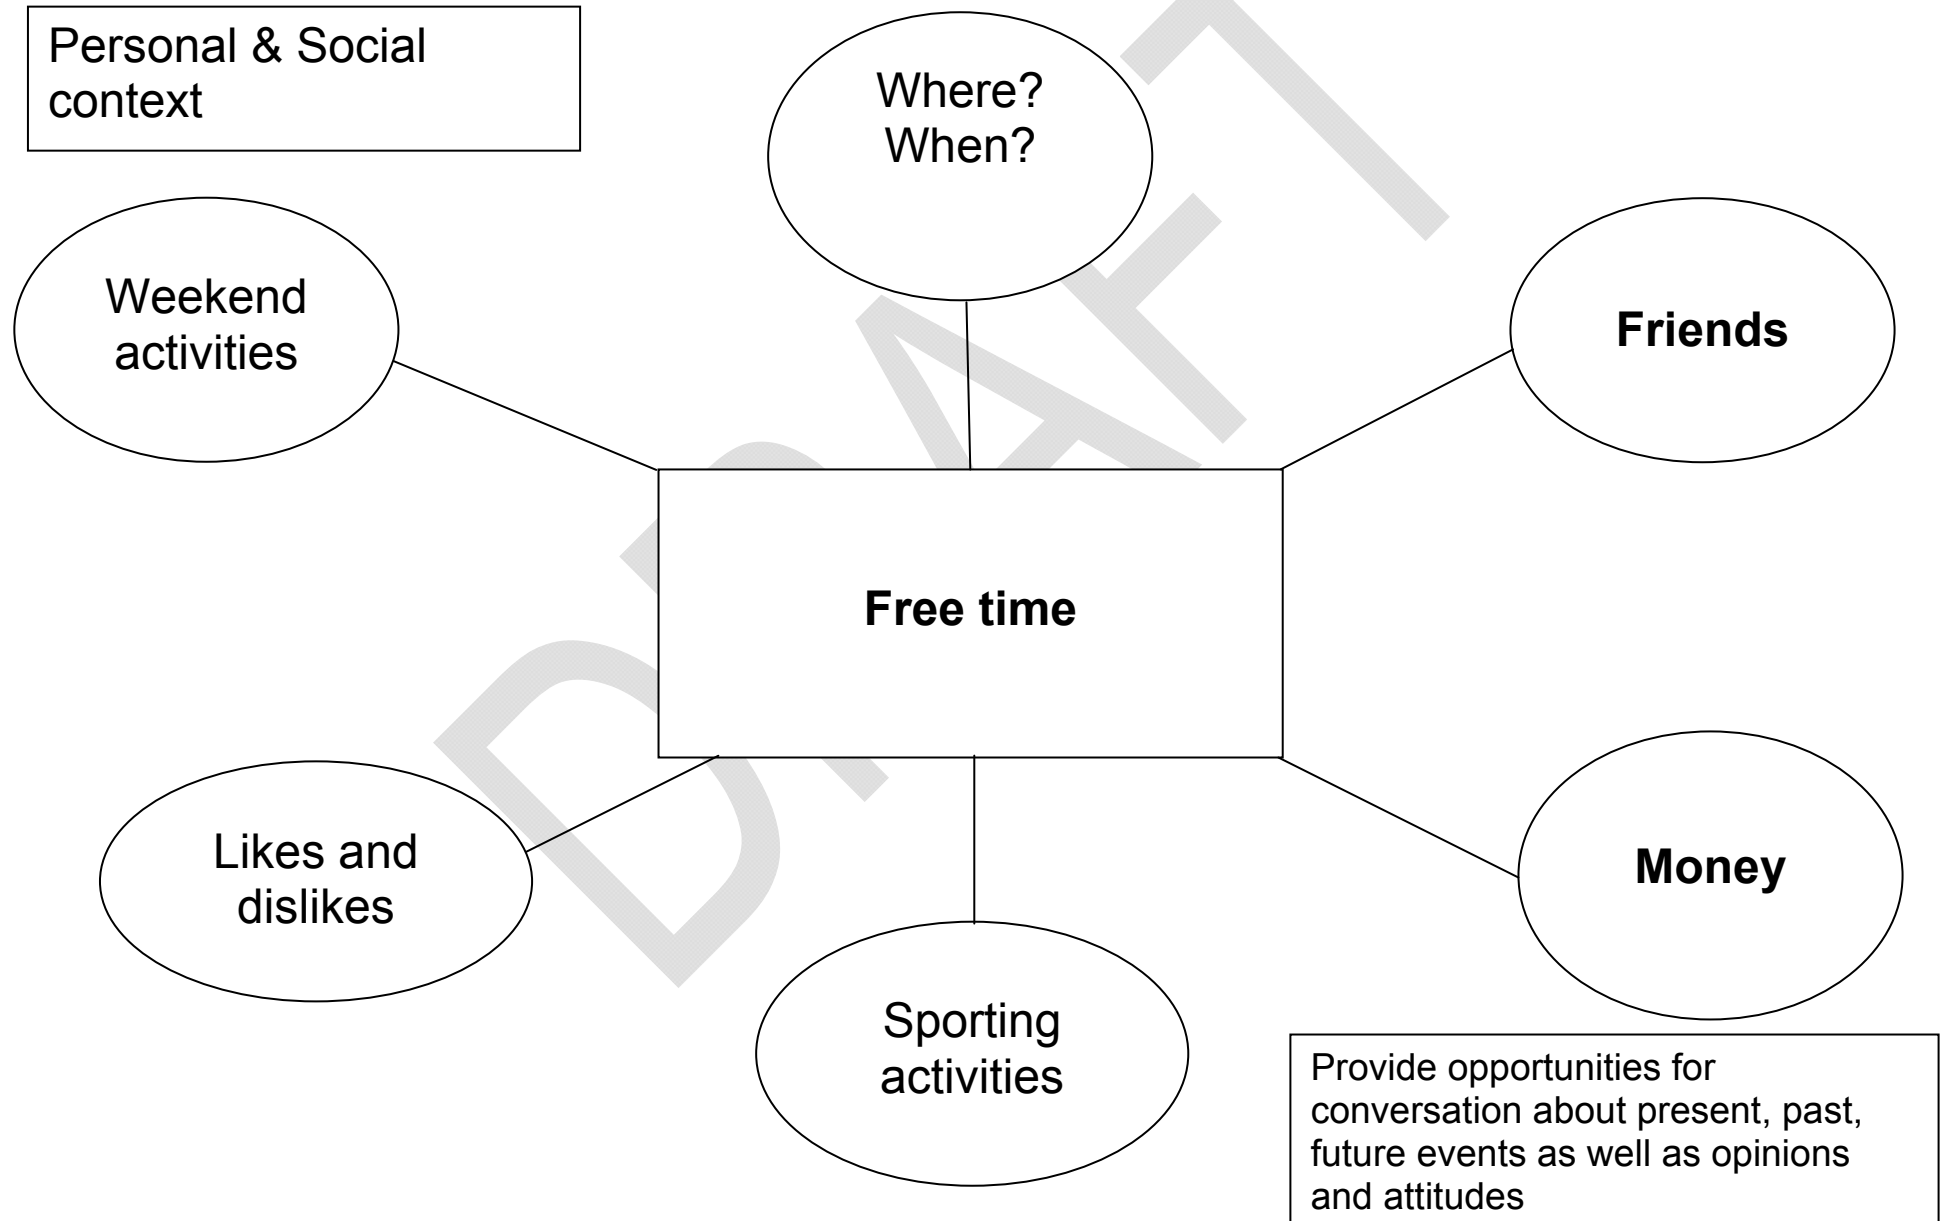 Personal & Social
context
Where?
When?
Weekend
activities
Friends
Free time
Likes and
dislikes
Money
Sporting
activities
Provide opportunities for
conversation about present, past,
future events as well as opinions
and attitudes
DRAFT